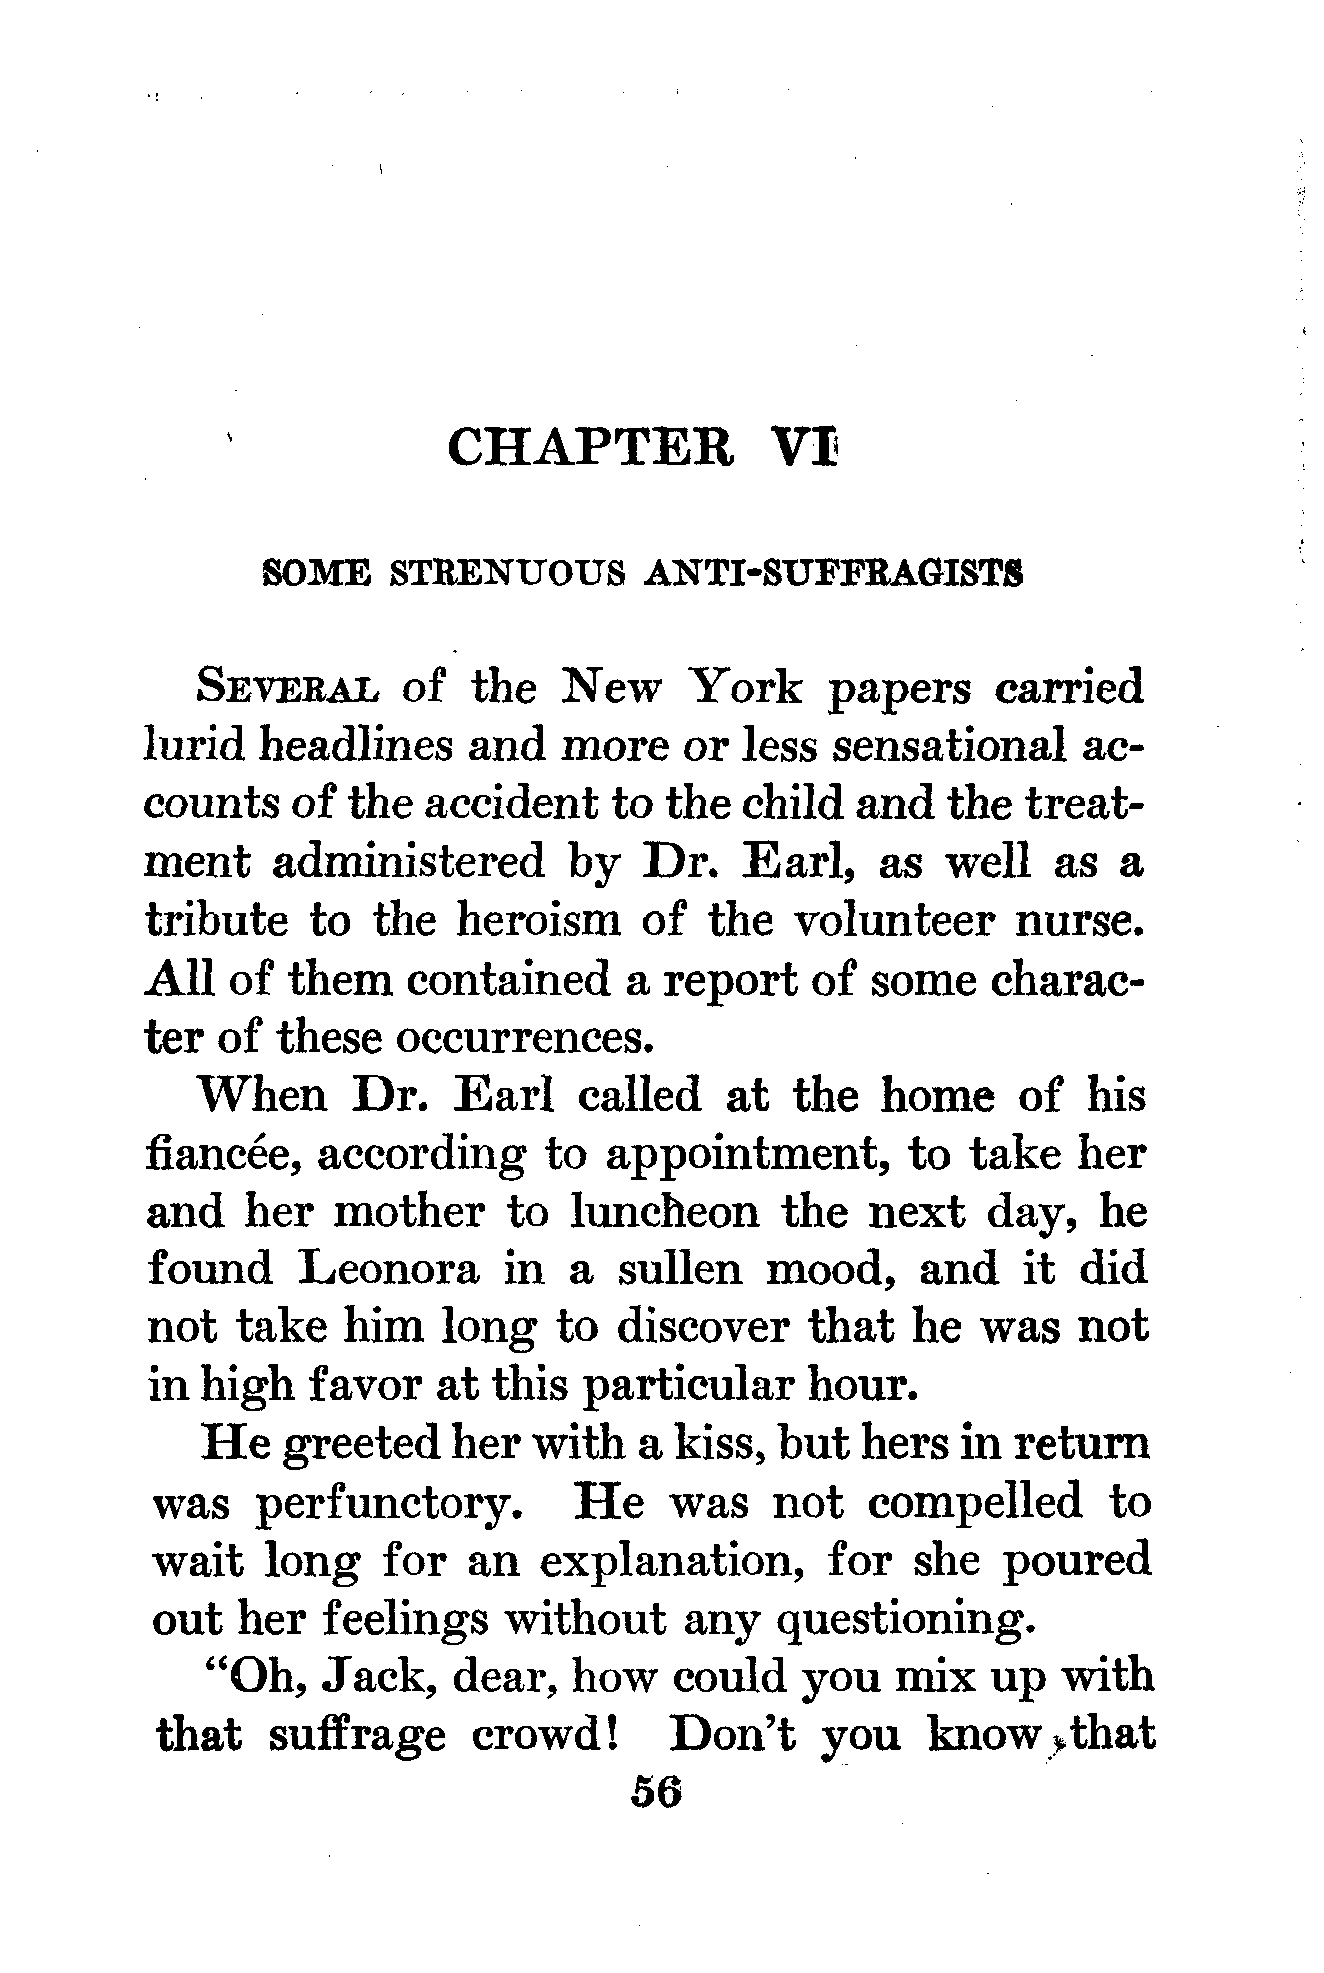 CHAPTER VI
SOME STRENUOUS ANTI-SUFFRAGISTS
SEVERAL of the New York papers carried
lurid headlines and more or less sensational ac-
counts of the accident to the child and the treat-
ment administered by Dr. Earl, as well as a
tribute to the heroism of the volunteer nurse.
All of them contained a report of some charac-
ter of these occurrences.
When Dr. Earl called at the home of his
fiancée, according to appointment, to take her
and her mother to luncheon the next day, he
found Leonora in a sullen mood, and it did
not take him long to discover that he was not
in high favor at this particular hour.
He greeted her with a kiss, but hers in return
was perfunctory. He was not compelled to
wait long for an explanation, for she poured
out her feelings without any questioning.
“Oh, Jack, dear, how could you mix up with
that suffrage crowd! Don’t you know that
56